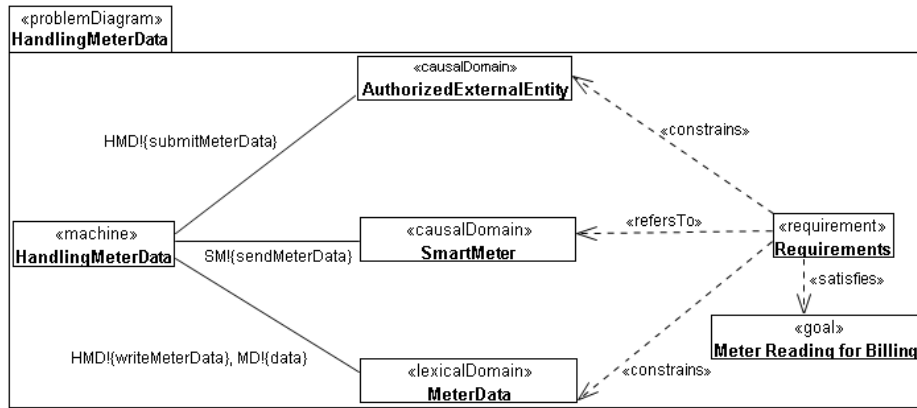 «problemDiagram»
HandlingMeterData
«causalDomain»
AuthorizedExternalEntity
«constrains»
HMD!{submitMeterData}
«machine»
HandlingMeterData
SM!{sendMeterData}
«causalDomain»
SmartMeter
«refersTo»
«requirement»
Requirements
«satisfies»
«goal»
Meter Reading for Billing
HMD!{writeMeterData}, MD!{data}
«lexicalDomain»
MeterData
«constrains»